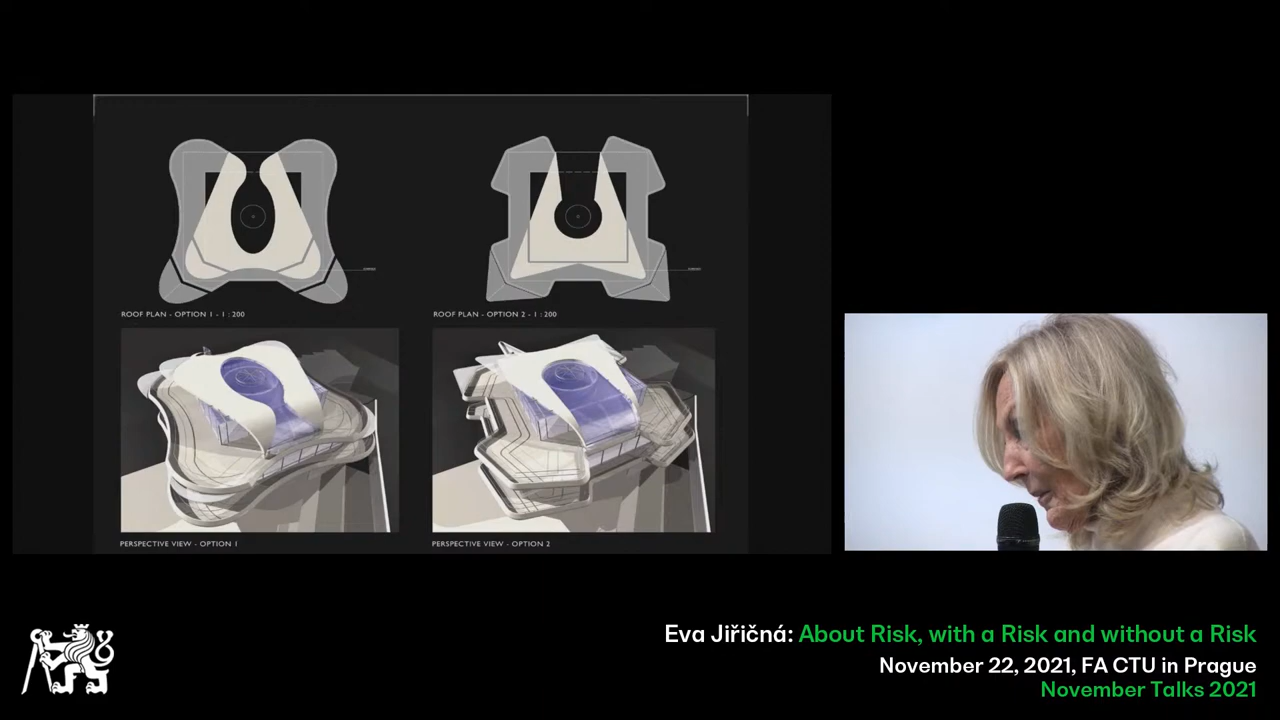 ROOF PLAN - OPTION 1 - 1 : 200
ROOF PLAN - OPTION 2 - 1 : 200
PERSPECTIVE VIEW - OPTION 1
PERSPECTIVE VIEW - OPTION 2
Eva Jiřičná: About Risk, with a Risk and without a Risk
November 22, 2021, FA CTU in Prague
November Talks 2021